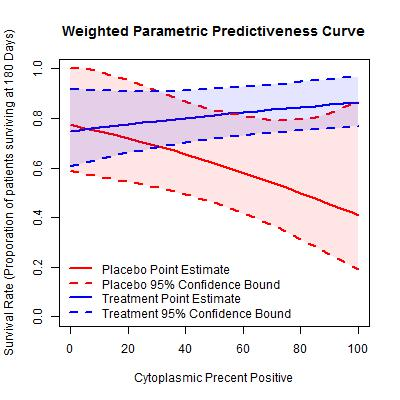 Weighted Parametric Predictiveness Curve
Survival Rate (Proporation of patients surviving at 180 Days)
1.0
0.8
0.6
0.4
0.2
0.0
Placebo Point Estimate
Placebo 95% Confidence Bound
Treatment Point Estimate
Treatment 95% Confidence Bound
0 20 40 60 80 100
Cytoplasmic Precent Positive